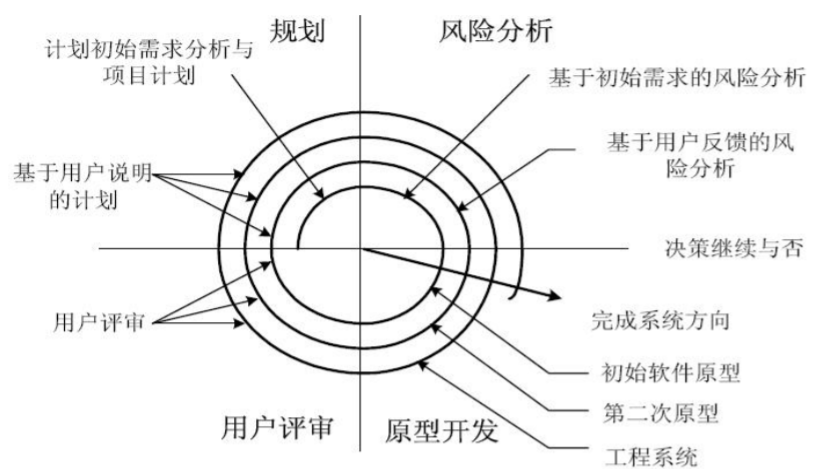 规划
风险分析
计划初始需求分析与
项目计划
基于初始需求的风险分析
基于用户反馈的风
险分析
基于用户说明
的计划
决策继续与否
用户评审
完成系统方向
初始软件原型
第二次原型
工程系统
用户评审
原型开发